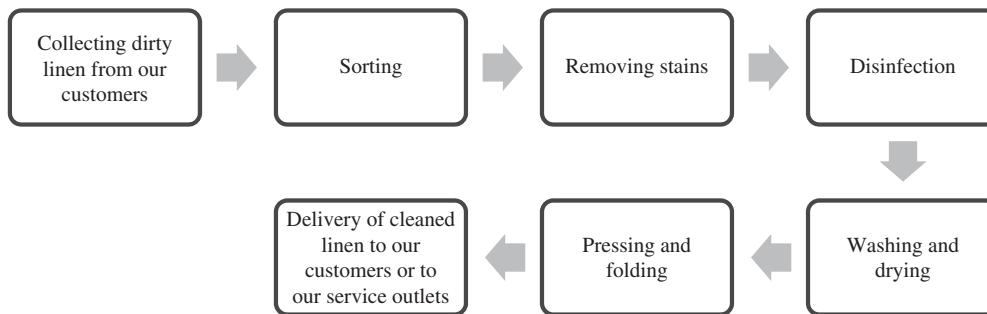 Collecting dirty
linen from our
customers
Sorting
Removing stains
Disinfection
Washing and
drying
Pressing and
folding
Delivery of cleaned
linen to our
customers or to
our service outlets